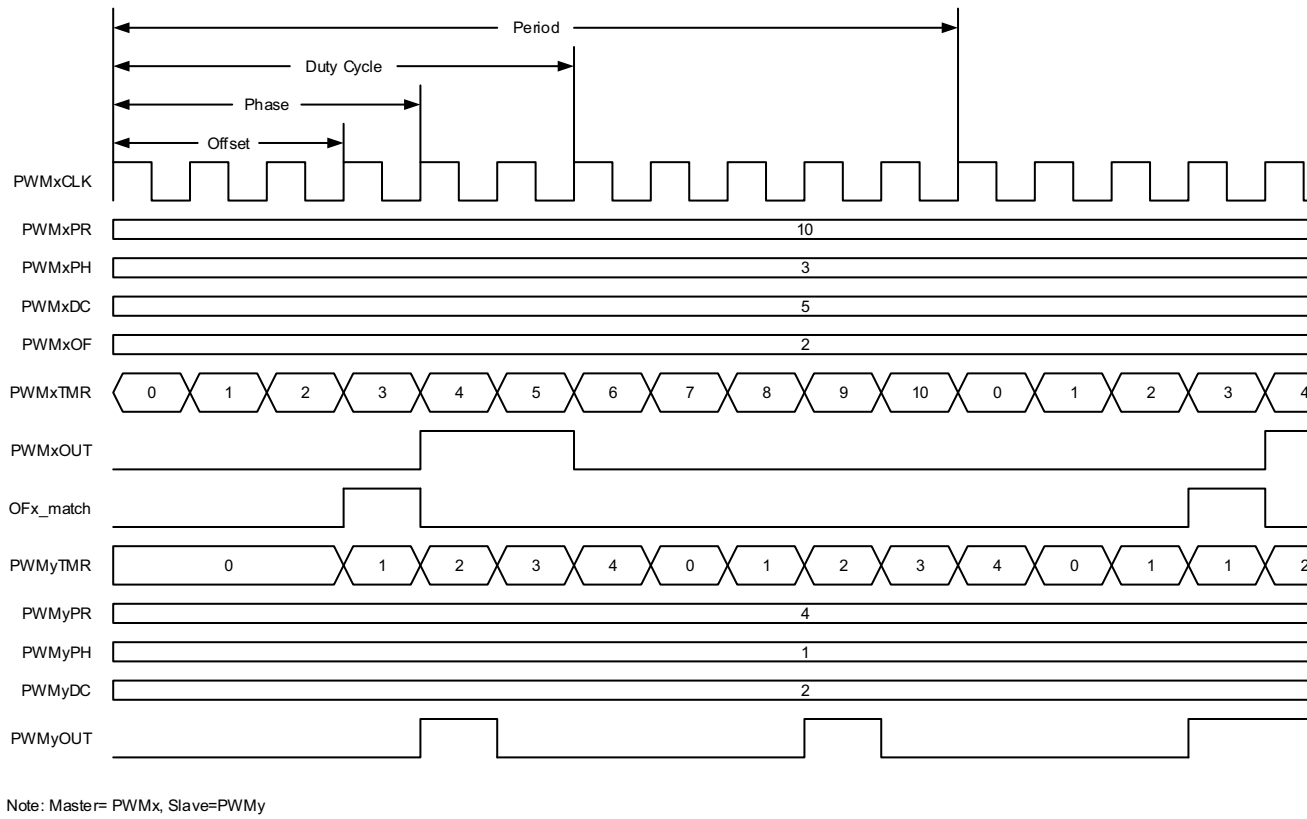 Period
Duty Cycle
Phase
Offset
PWMxCLK
PWMxPR 10
PWMxPH 3
PWMxDC 5
PWMxOF 2
PWMxTMR 0 1 2 3 4 5 6 7 8 9 10 0 1 2 3 4
PWMxOUT
OFx_match
PWMyTMR 0 1 2 3 4 0 1 2 3 4 0 1 1 2
PWMyPR 4
PWMyPH 1
PWMyDC 2
PWMyOUT
Note: Master= PWMx, Slave=PWMy